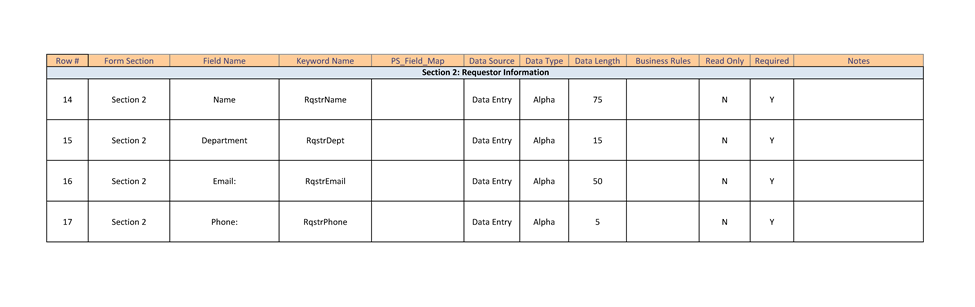 Row # Form Section Field Name Keyword Name PS_Field_Map Data Source Data Type Data Length Business Rules Read Only Required Notes
Section 2: Requestor Information
14 Section 2 Name RqstrName Data Entry Alpha 75 N Y
15 Section 2 Department RqstrDept Data Entry Alpha 15 N Y
16 Section 2 Email: RqstrEmail Data Entry Alpha 50 N Y
17 Section 2 Phone: RqstrPhone Data Entry Alpha 5 N Y